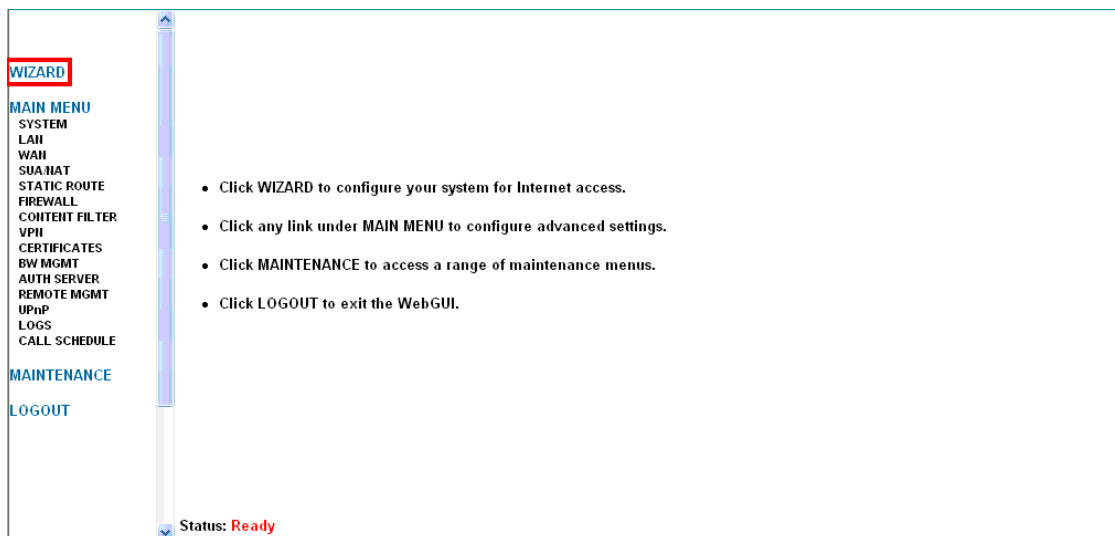 WIZARD
MAIN MENU
SYSTEM
LAN
WAN
SUA/NAT
STATIC ROUTE
FIREWALL
CONTENT FILTER
VPN
CERTIFICATES
BW MGMT
AUTH SERVER
REMOTE MGMT
UPnP
LOGS
CALL SCHEDULE
MAINTENANCE
LOGOUT
• Click WIZARD to configure your system for Internet access.
• Click any link under MAIN MENU to configure advanced settings.
• Click MAINTENANCE to access a range of maintenance menus.
• Click LOGOUT to exit the WebGUI.
Status: Ready